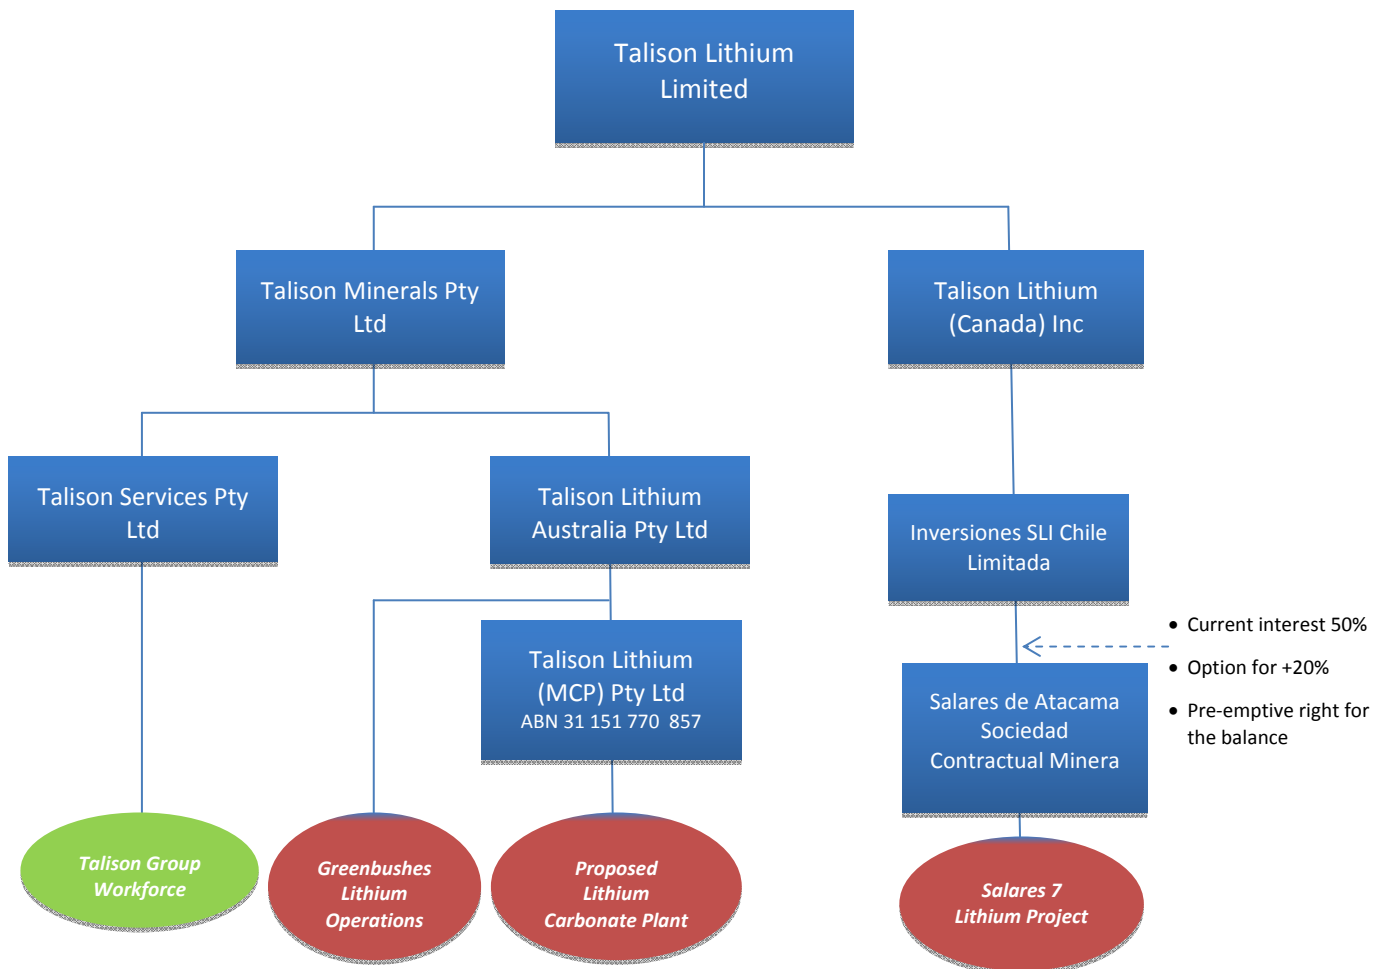 Talison Lithium
Limited
Talison Minerals Pty
Ltd
Talison Lithium
(Canada) Inc
Talison Services Pty
Ltd
Talison Lithium
Australia Pty Ltd
Inversiones SLI Chile
Limitada
• Current interest 50%
• Option for +20%
• Pre-emptive right for
the balance
Talison Lithium
(MCP) Pty Ltd
ABN 31 151 770 857
Salares de Atacama
Sociedad
Contractual Minera
Talison Group
Workforce
Greenbushes
Lithium
Operations
Proposed
Lithium
Carbonate Plant
Salares 7
Lithium Project